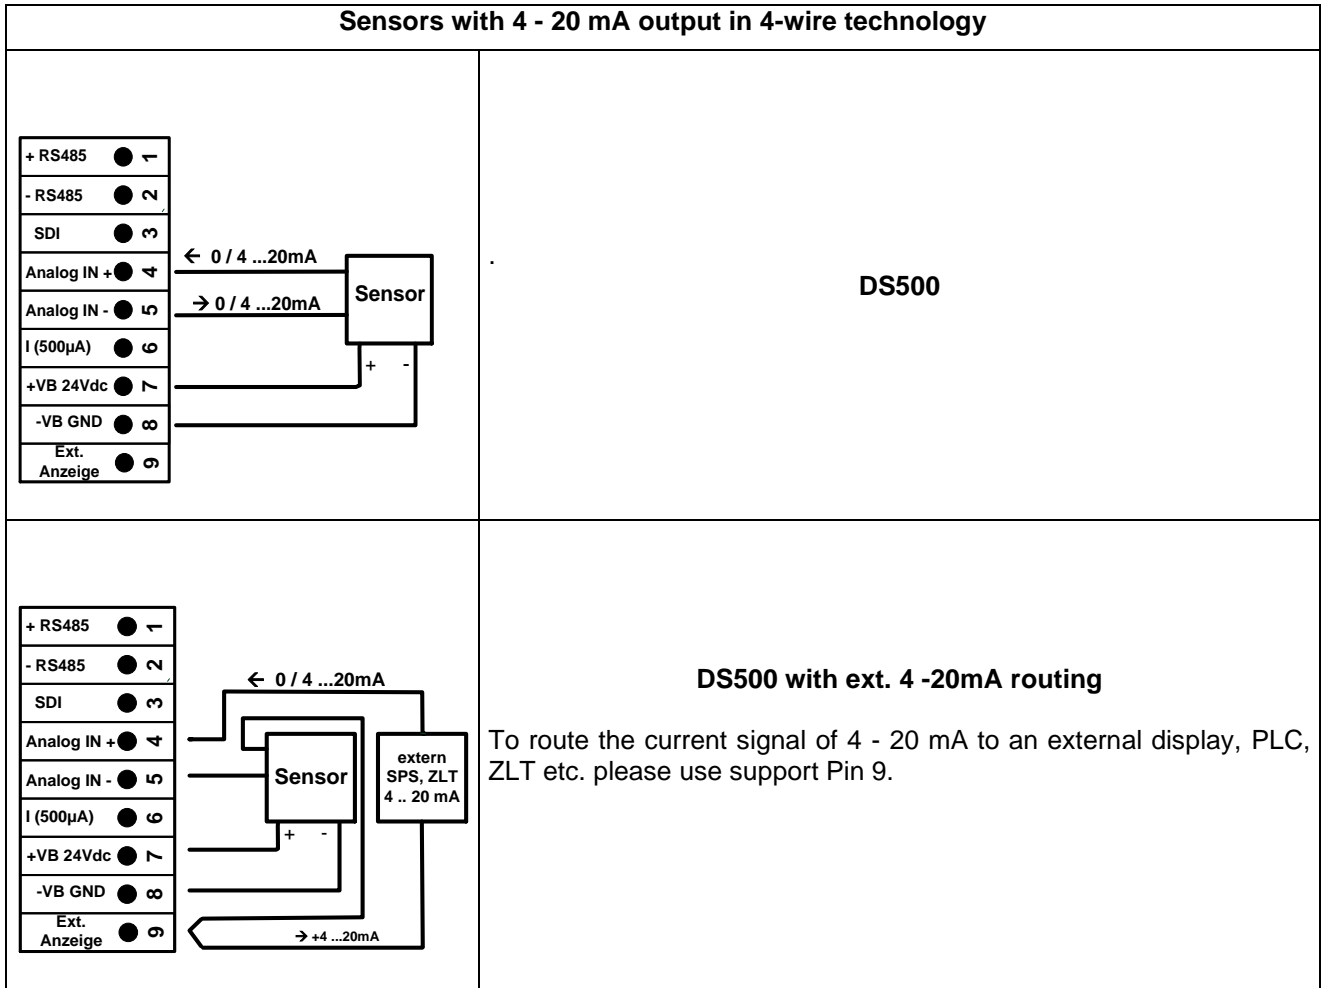 Sensors with 4 - 20 mA output in 4-wire technology
+ RS485 1
- RS485 2
SDI 3
Analog IN + 4
Analog IN - 5
I (500µA) 6
+VB 24Vdc 7
-VB GND 8
Ext.
Anzeige 9
← 0 / 4 ...20mA
→ 0 / 4 ...20mA
Sensor
+ -
.
DS500
+ RS485 1
- RS485 2
SDI 3
Analog IN + 4
Analog IN - 5
I (500µA) 6
+VB 24Vdc 7
-VB GND 8
Ext.
Anzeige 9
← 0 / 4 ...20mA
Sensor
+ -
extern
SPS, ZLT
4 .. 20 mA
→ +4 ...20mA
DS500 with ext. 4 -20mA routing
To route the current signal of 4 - 20 mA to an external display, PLC,
ZLT etc. please use support Pin 9.